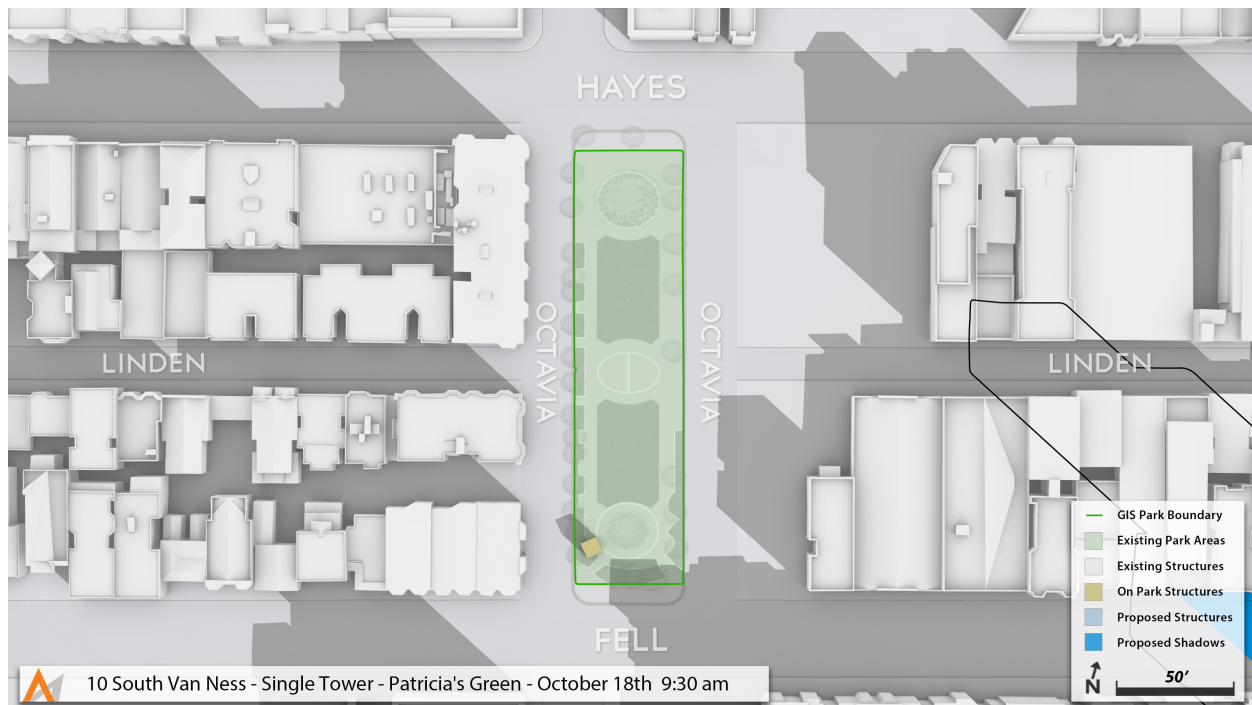 HAYES
OCTAVIA
OCTAVIA
LINDEN
LINDEN
GIS Park Boundary
Existing Park Areas
Existing Structures
On Park Structures
Proposed Structures
Proposed Shadows
FELL
N
50’
10 South Van Ness - Single Tower - Patricia's Green - October 18th 9:30 am